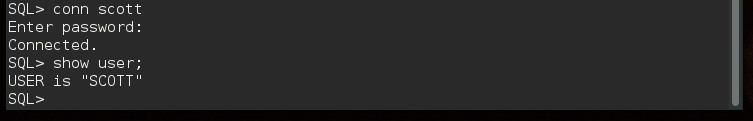 SQL> conn scott
Enter password:
Connected.
SQL> show user;
USER is "SCOTT"
SQL>